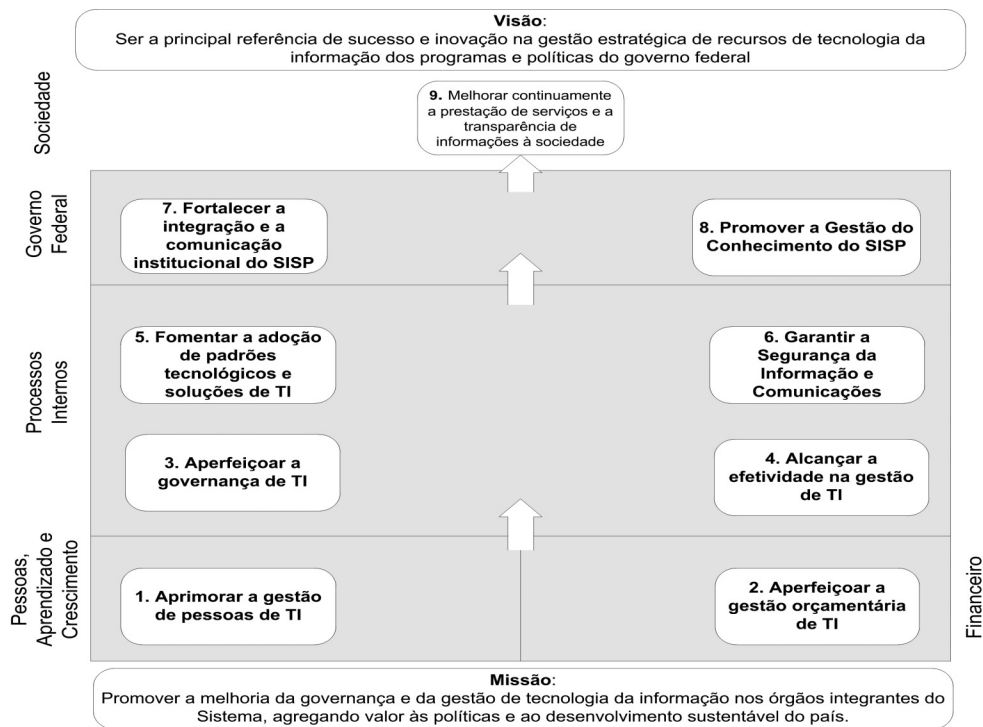 Visão:
Ser a principal referência de sucesso e inovação na gestão estratégica de recursos de tecnologia da
informação dos programas e políticas do governo federal
Sociedade
9. Melhorar continuamente
a prestação de serviços e a
transparência de
informações à sociedade
Governo
Federal
7. Fortalecer a
integração e a
comunicação
institucional do SISP
8. Promover a Gestão do
Conhecimento do SISP
Processos
Internos
5. Fomentar a adoção
de padrões
tecnológicos e
soluções de TI
6. Garantir a
Segurança da
Informação e
Comunicações
3. Aperfeiçoar a
governança de TI
4. Alcançar a
efetividade na gestão
de TI
Pessoas,
Aprendizado e
Crescimento
1. Aprimorar a gestão
de pessoas de TI
2. Aperfeiçoar a
gestão orçamentária
de TI
Financeiro
Missão:
Promover a melhoria da governança e da gestão de tecnologia da informação nos órgãos integrantes do
Sistema, agregando valor às políticas e ao desenvolvimento sustentável do país.